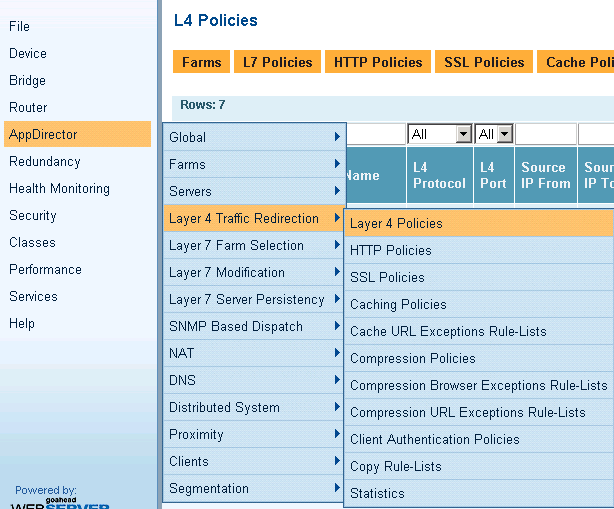 File
Device
Bridge
Router
AppDirector
Redundancy
Health Monitoring
Security
Classes
Performance
Services
Help
Powered by:
goahead
WEBSERVER
L4 Policies
Farms L7 Policies HTTP Policies SSL Policies Cache Poli
Rows: 7
All All
Name L4 Protocol L4 Port Source IP From Sour IP To
Global
Farms
Servers
Layer 4 Traffic Redirection
Layer 7 Farm Selection
Layer 7 Modification
Layer 7 Server Persistency
SNMP Based Dispatch
NAT
DNS
Distributed System
Proximity
Clients
Segmentation
Layer 4 Policies
HTTP Policies
SSL Policies
Caching Policies
Cache URL Exceptions Rule-Lists
Compression Policies
Compression Browser Exceptions Rule-Lists
Compression URL Exceptions Rule-Lists
Client Authentication Policies
Copy Rule-Lists
Statistics